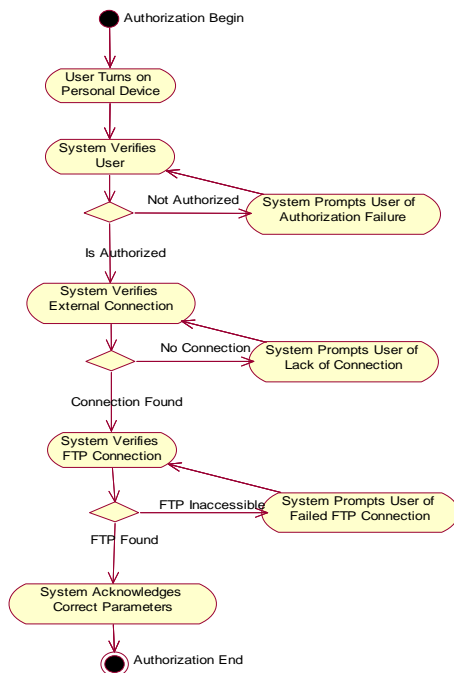 Authorization Begin
User Turns on
Personal Device
System Verifies
User
Not Authorized
System Prompts User of
Authorization Failure
Is Authorized
System Verifies
External Connection
No Connection
System Prompts User of
Lack of Connection
Connection Found
System Verifies
FTP Connection
FTP Inaccessible
System Prompts User of
Failed FTP Connection
FTP Found
System Acknowledges
Correct Parameters
Authorization End